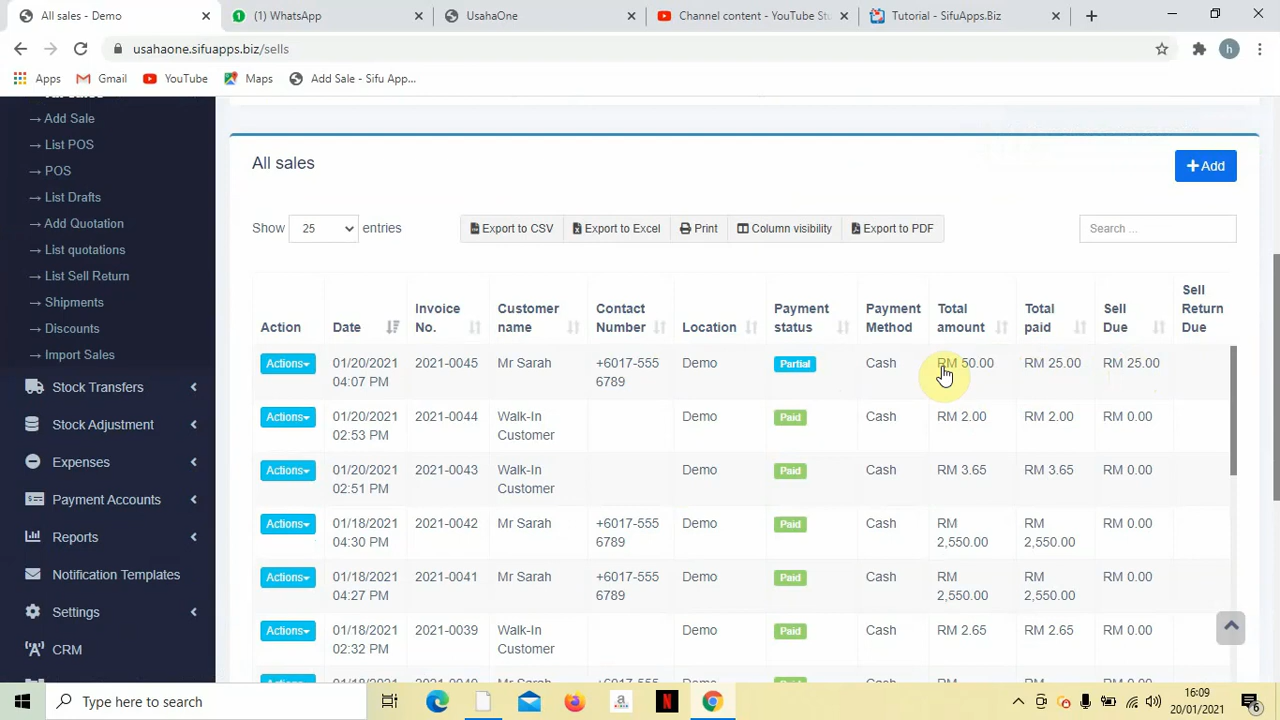 All sales - Demo
(1) WhatsApp
UsahaOne
Channel content - YouTube Stu
Tutorial - SifuApps.Biz
usahaone.sifuapps.biz/sells
h
Apps
Gmail
YouTube
Maps
Add Sale - Sifu App...
→ Add Sale
→ List POS
→ POS
→ List Drafts
→ Add Quotation
→ List quotations
→ List Sell Return
→ Shipments
→ Discounts
→ Import Sales
Stock Transfers
Stock Adjustment
Expenses
Payment Accounts
Reports
Notification Templates
Settings
CRM
All sales
+ Add
Show 25 entries
Export to CSV
Export to Excel
Print
Column visibility
Export to PDF
Search ...
Action
Date
Invoice
No.
Customer
name
Contact
Number
Location
Payment
status
Payment
Method
Total
amount
Total
paid
Sell
Due
Sell
Return
Due
Actions 01/20/2021 2021-0045 Mr Sarah +6017-555 Demo Partial Cash RM 50.00 RM 25.00 RM 25.00
04:07 PM 6789
Actions 01/20/2021 2021-0044 Walk-In Demo Paid Cash RM 2.00 RM 2.00 RM 0.00
02:53 PM Customer
Actions 01/20/2021 2021-0043 Walk-In Demo Paid Cash RM 3.65 RM 3.65 RM 0.00
02:51 PM Customer
Actions 01/18/2021 2021-0042 Mr Sarah +6017-555 Demo Paid Cash RM RM RM 0.00
04:30 PM 6789 2,550.00 2,550.00
Actions 01/18/2021 2021-0041 Mr Sarah +6017-555 Demo Paid Cash RM RM RM 0.00
04:27 PM 6789 2,550.00 2,550.00
Actions 01/18/2021 2021-0039 Walk-In Demo Paid Cash RM 2.65 RM 2.65 RM 0.00
02:32 PM Customer
Type here to search
a
N
16:09
20/01/2021
6